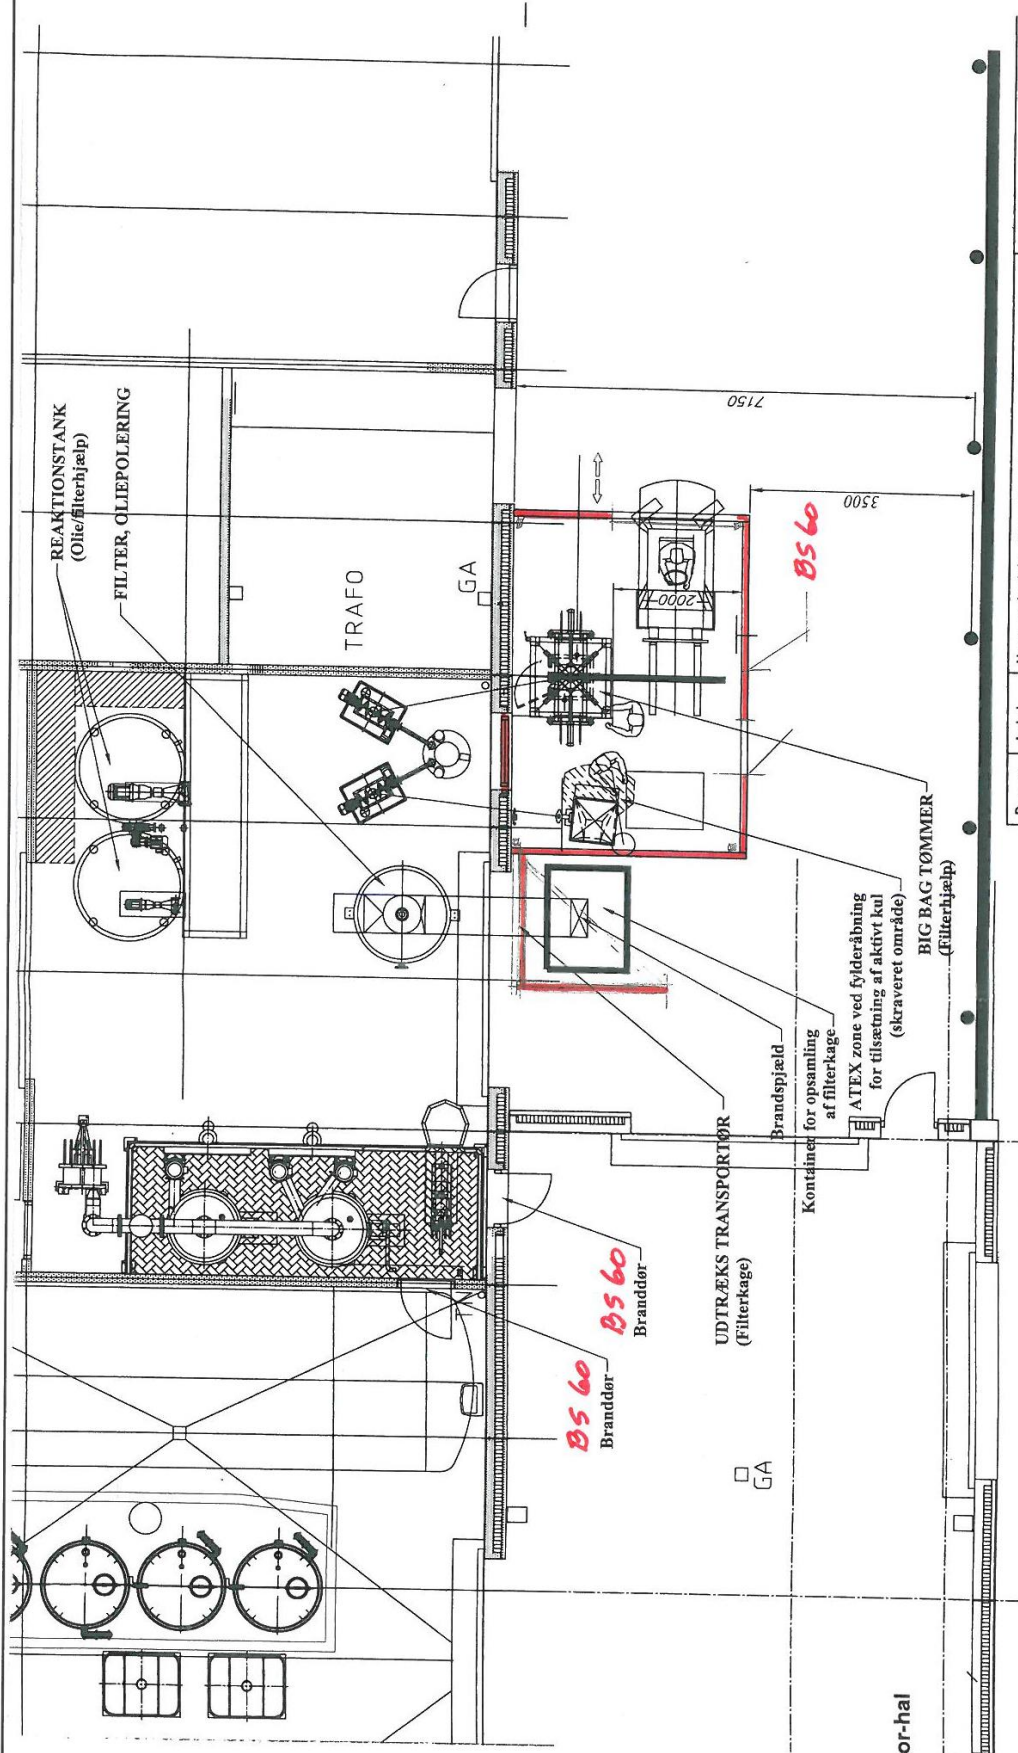 REAKTIONSTANK
(Olie/filterhjælp)
FILTER, OLIEPOLERING
TRAFO
GA
7150
3500
2000
BS 60
BIG BAG TØMMER
(Filterhjælp)
ATEX zone ved fylderåbning
for tilsætning af aktivt kul
(skraveret område)
Kontainer for opsamling
af filterkage
Brandspjæld
UDTRÆKS TRANSPORTØR
(Filterkage)
BS 60
Branddør
BS 60
Branddør
GA
or-hal